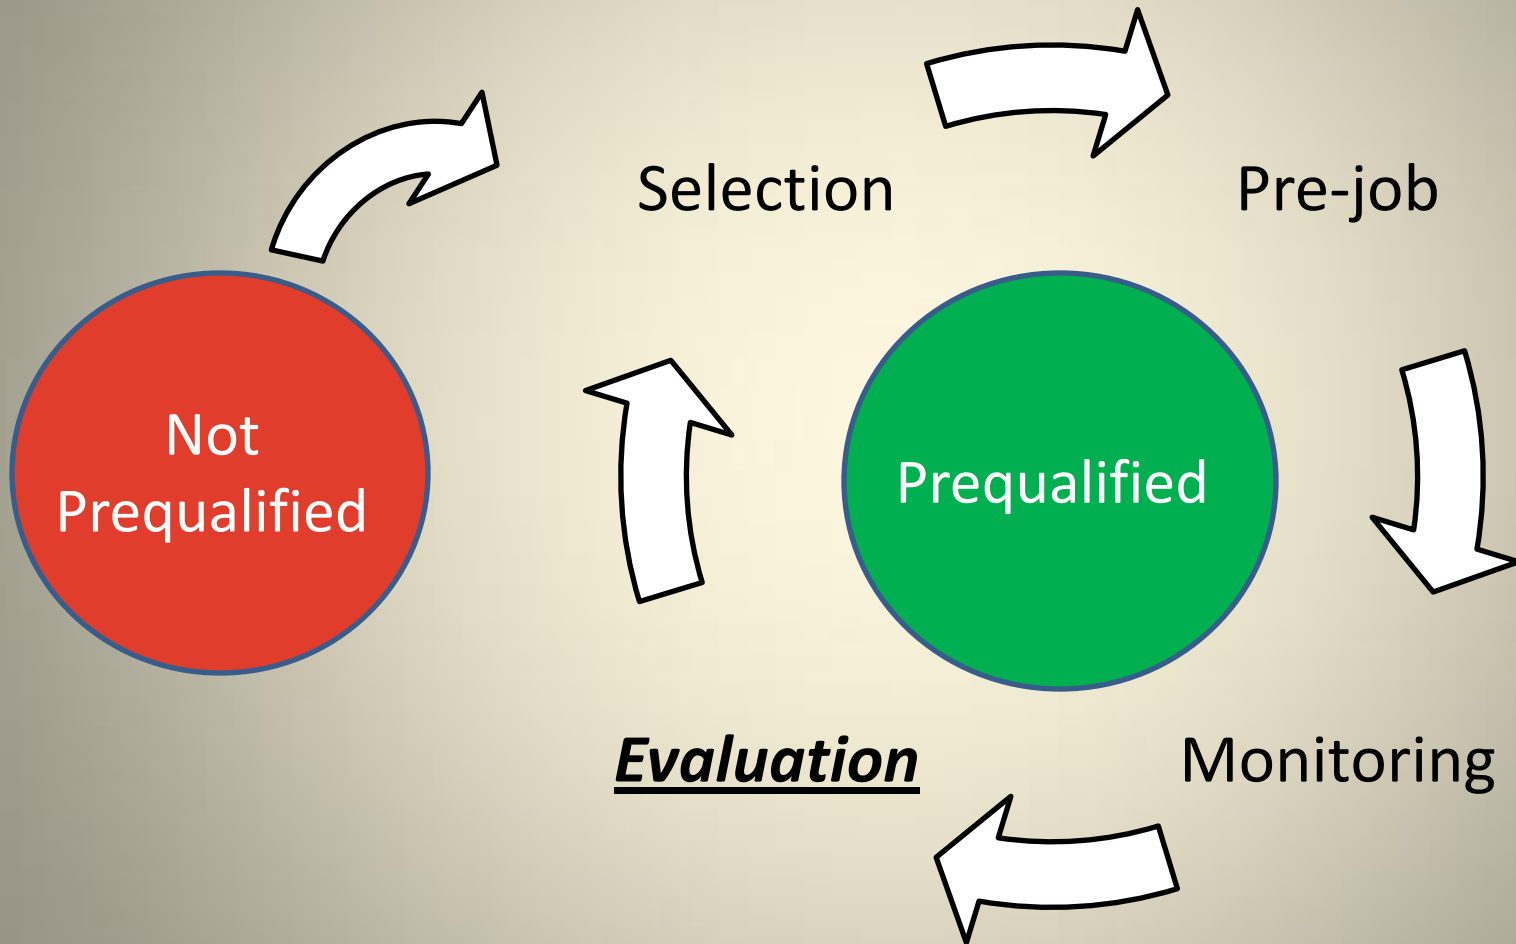 Selection
Pre-job
Not
Prequalified
Prequalified
Evaluation
Monitoring